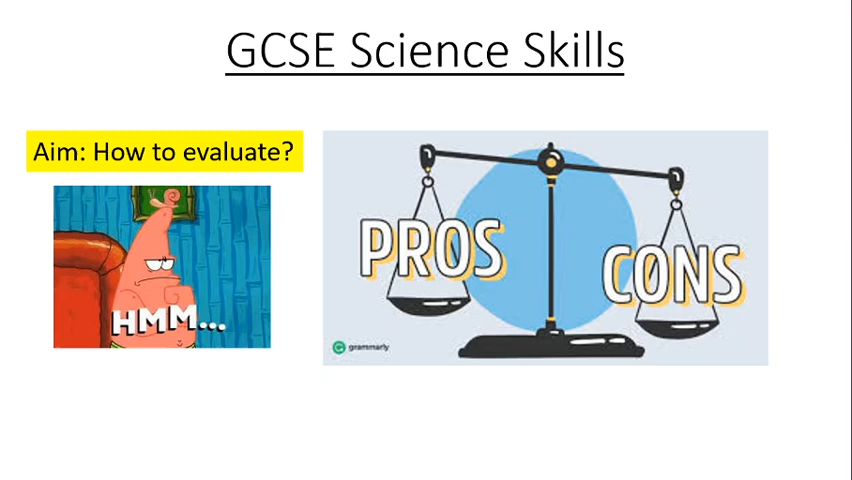 GCSE Science Skills
Aim: How to evaluate?
HMM...
PROS
CONS
grammarly